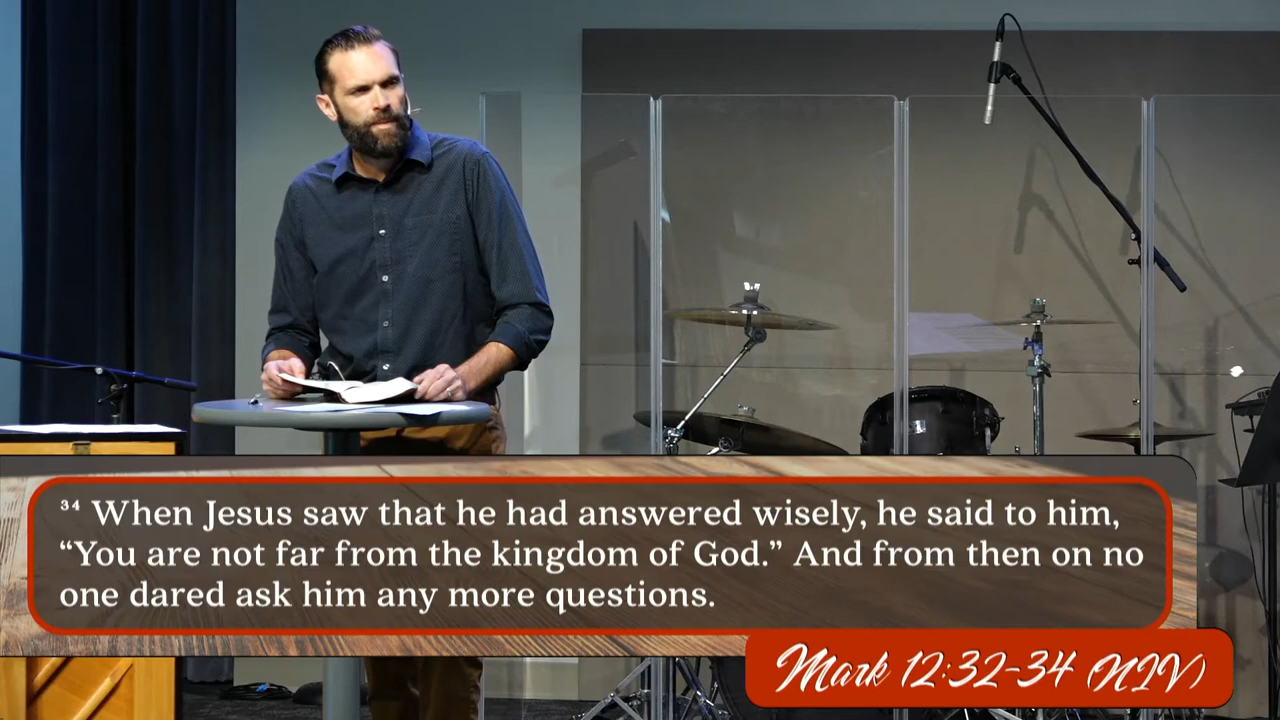 ³⁴ When Jesus saw that he had answered wisely, he said to him,
“You are not far from the kingdom of God.” And from then on no
one dared ask him any more questions.
Mark 12:32-34 (NIV)